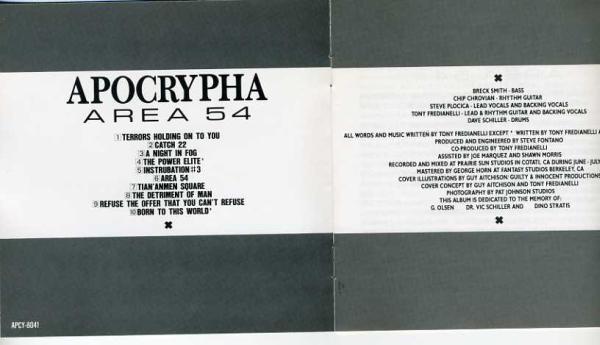 APOCRYPHA
AREA 54
1 TERRORS HOLDING ON TO YOU
2 CATCH 22
3 A NIGHT IN FOG
4 THE POWER ELITE*
5 INSTRUBATION #3
6 AREA 54
7 TIAN'ANMEN SQUARE
8 THE DETRIMENT OF MAN
9 REFUSE THE OFFER THAT YOU CAN'T REFUSE
10 BORN TO THIS WORLD*
APCY-8041
BRECK SMITH - BASS
CHIP CHROVIAN - RHYTHM GUITAR
STEVE PLOCICA - LEAD VOCALS AND BACKING VOCALS
TONY FREDIANELLI - LEAD & RHYTHM GUITAR AND BACKING VOCALS
DAVE SCHILLER - DRUMS
ALL WORDS AND MUSIC WRITTEN BY TONY FREDIANELLI EXCEPT * WRITTEN BY TONY FREDIANELLI A
PRODUCED AND ENGINEERED BY STEVE FONTANO
CO-PRODUCED BY TONY FREDIANELLI
ASSISTED BY JOE MARQUEZ AND SHAWN MORRIS
RECORDED AND MIXED AT PRAIRIE SUN STUDIOS IN COTATI, CA DURING JUNE - JULY
MASTERED BY GEORGE HORN AT FANTASY STUDIOS BERKELEY, CA
COVER ILLUSTRATIONS BY GUY AITCHISON: GUILTY & INNOCENT PRODUCTIONS
COVER CONCEPT BY GUY AITCHISON AND TONY FREDIANELLI
PHOTOGRAPHY BY PAT JOHNSON STUDIOS
THIS ALBUM IS DEDICATED TO THE MEMORY OF:
G. OLSEN DR. VIC SCHILLER AND DINO STRATIS